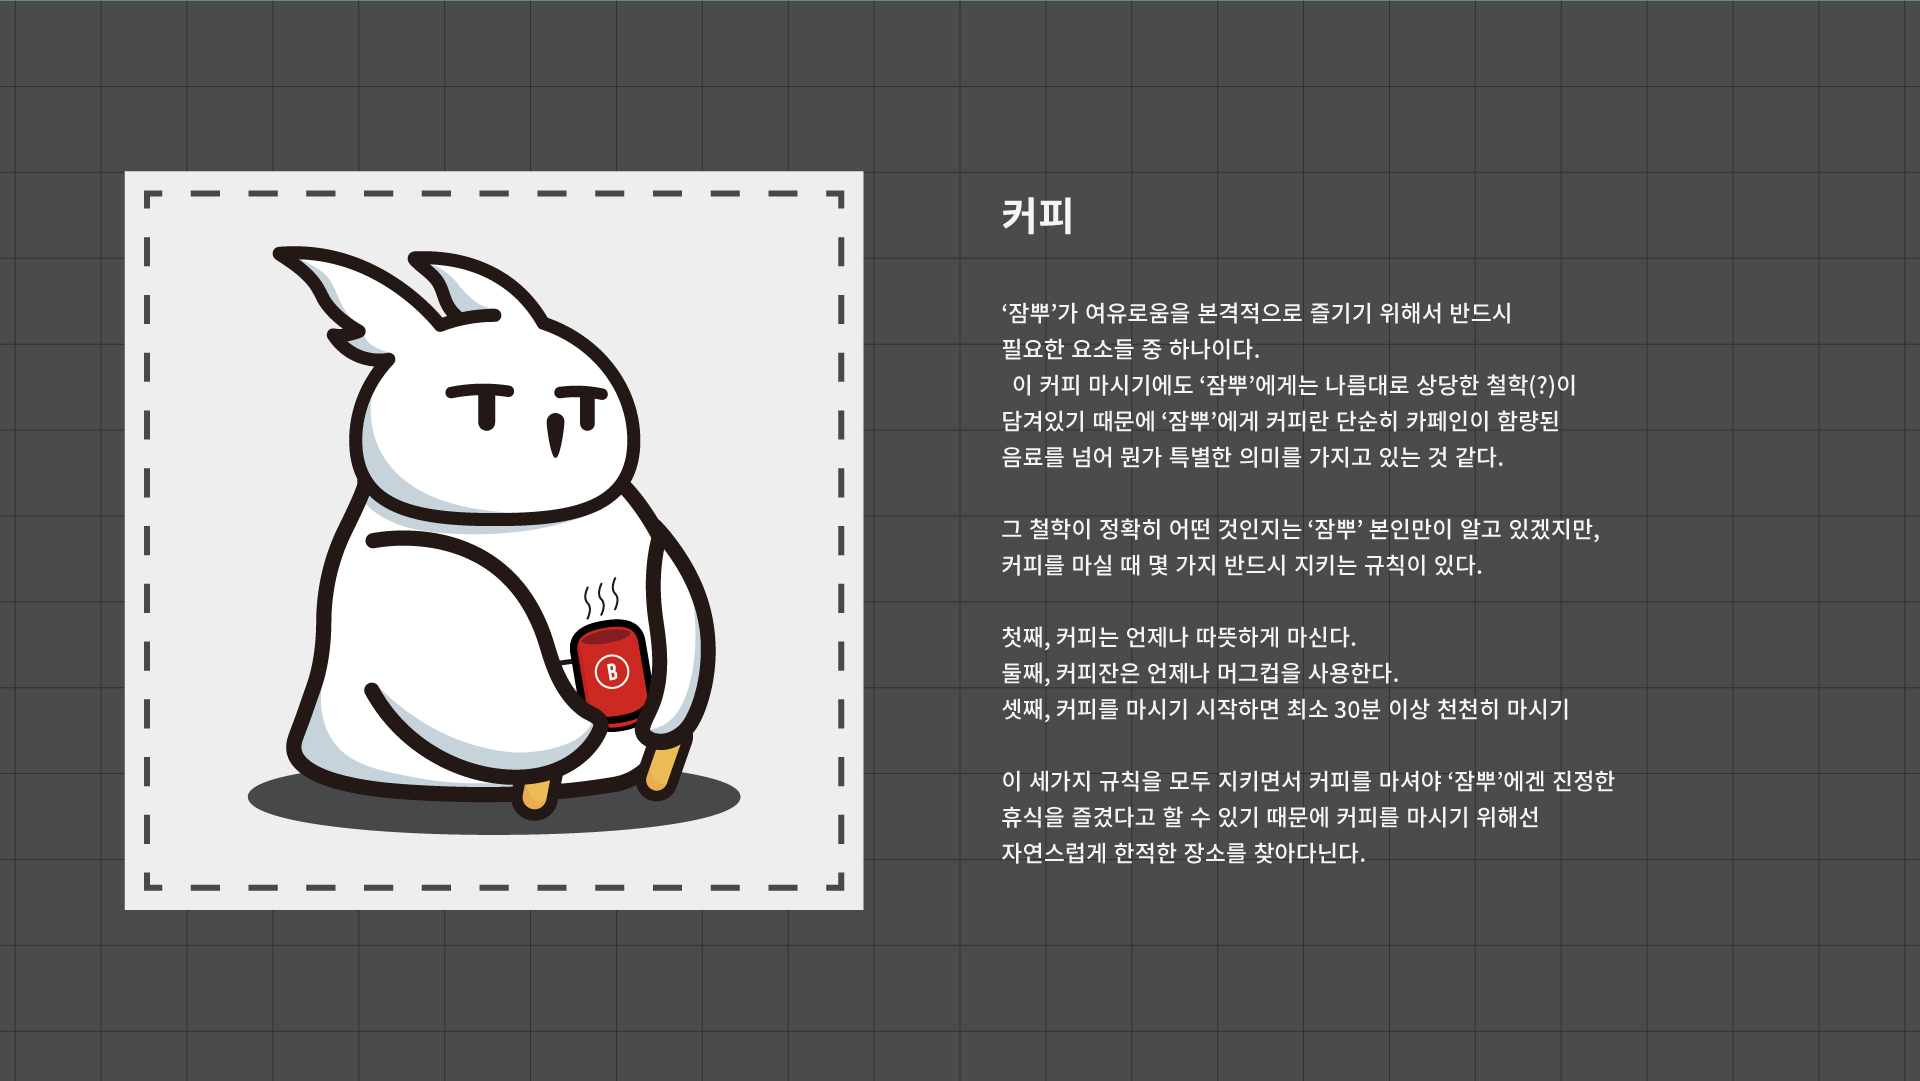 커피
‘잠뿌’가 여유로움을 본격적으로 즐기기 위해서 반드시
필요한 요소들 중 하나이다.
이 커피 마시기에도 ‘잠뿌’에게는 나름대로 상당한 철학(?)이
담겨있기 때문에 ‘잠뿌’에게 커피란 단순히 카페인이 함량된
음료를 넘어 뭔가 특별한 의미를 가지고 있는 것 같다.
그 철학이 정확히 어떤 것인지는 ‘잠뿌’ 본인만이 알고 있겠지만,
커피를 마실 때 몇 가지 반드시 지키는 규칙이 있다.
첫째, 커피는 언제나 따뜻하게 마신다.
둘째, 커피잔은 언제나 머그컵을 사용한다.
셋째, 커피를 마시기 시작하면 최소 30분 이상 천천히 마시기
이 세가지 규칙을 모두 지키면서 커피를 마셔야 ‘잠뿌’에겐 진정한
휴식을 즐겼다고 할 수 있기 때문에 커피를 마시기 위해선
자연스럽게 한적한 장소를 찾아다닌다.
B